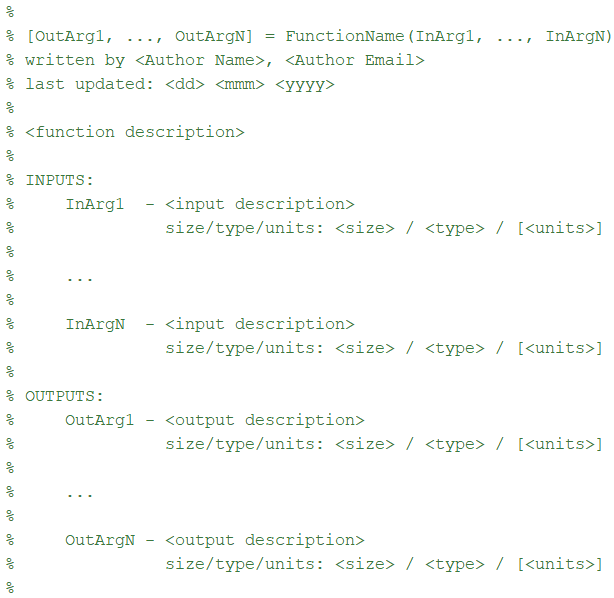 %
% [OutArg1, ..., OutArgN] = FunctionName(InArg1, ..., InArgN)
% written by <Author Name>, <Author Email>
% last updated: <dd> <mmm> <yyyy>
%
% <function description>
%
% INPUTS:
%     InArg1  - <input description>
%               size/type/units: <size> / <type> / [<units>]
%
%     ...
%
%     InArgN  - <input description>
%               size/type/units: <size> / <type> / [<units>]
%
% OUTPUTS:
%     OutArg1 - <output description>
%               size/type/units: <size> / <type> / [<units>]
%
%     ...
%
%     OutArgN - <output description>
%               size/type/units: <size> / <type> / [<units>]
%